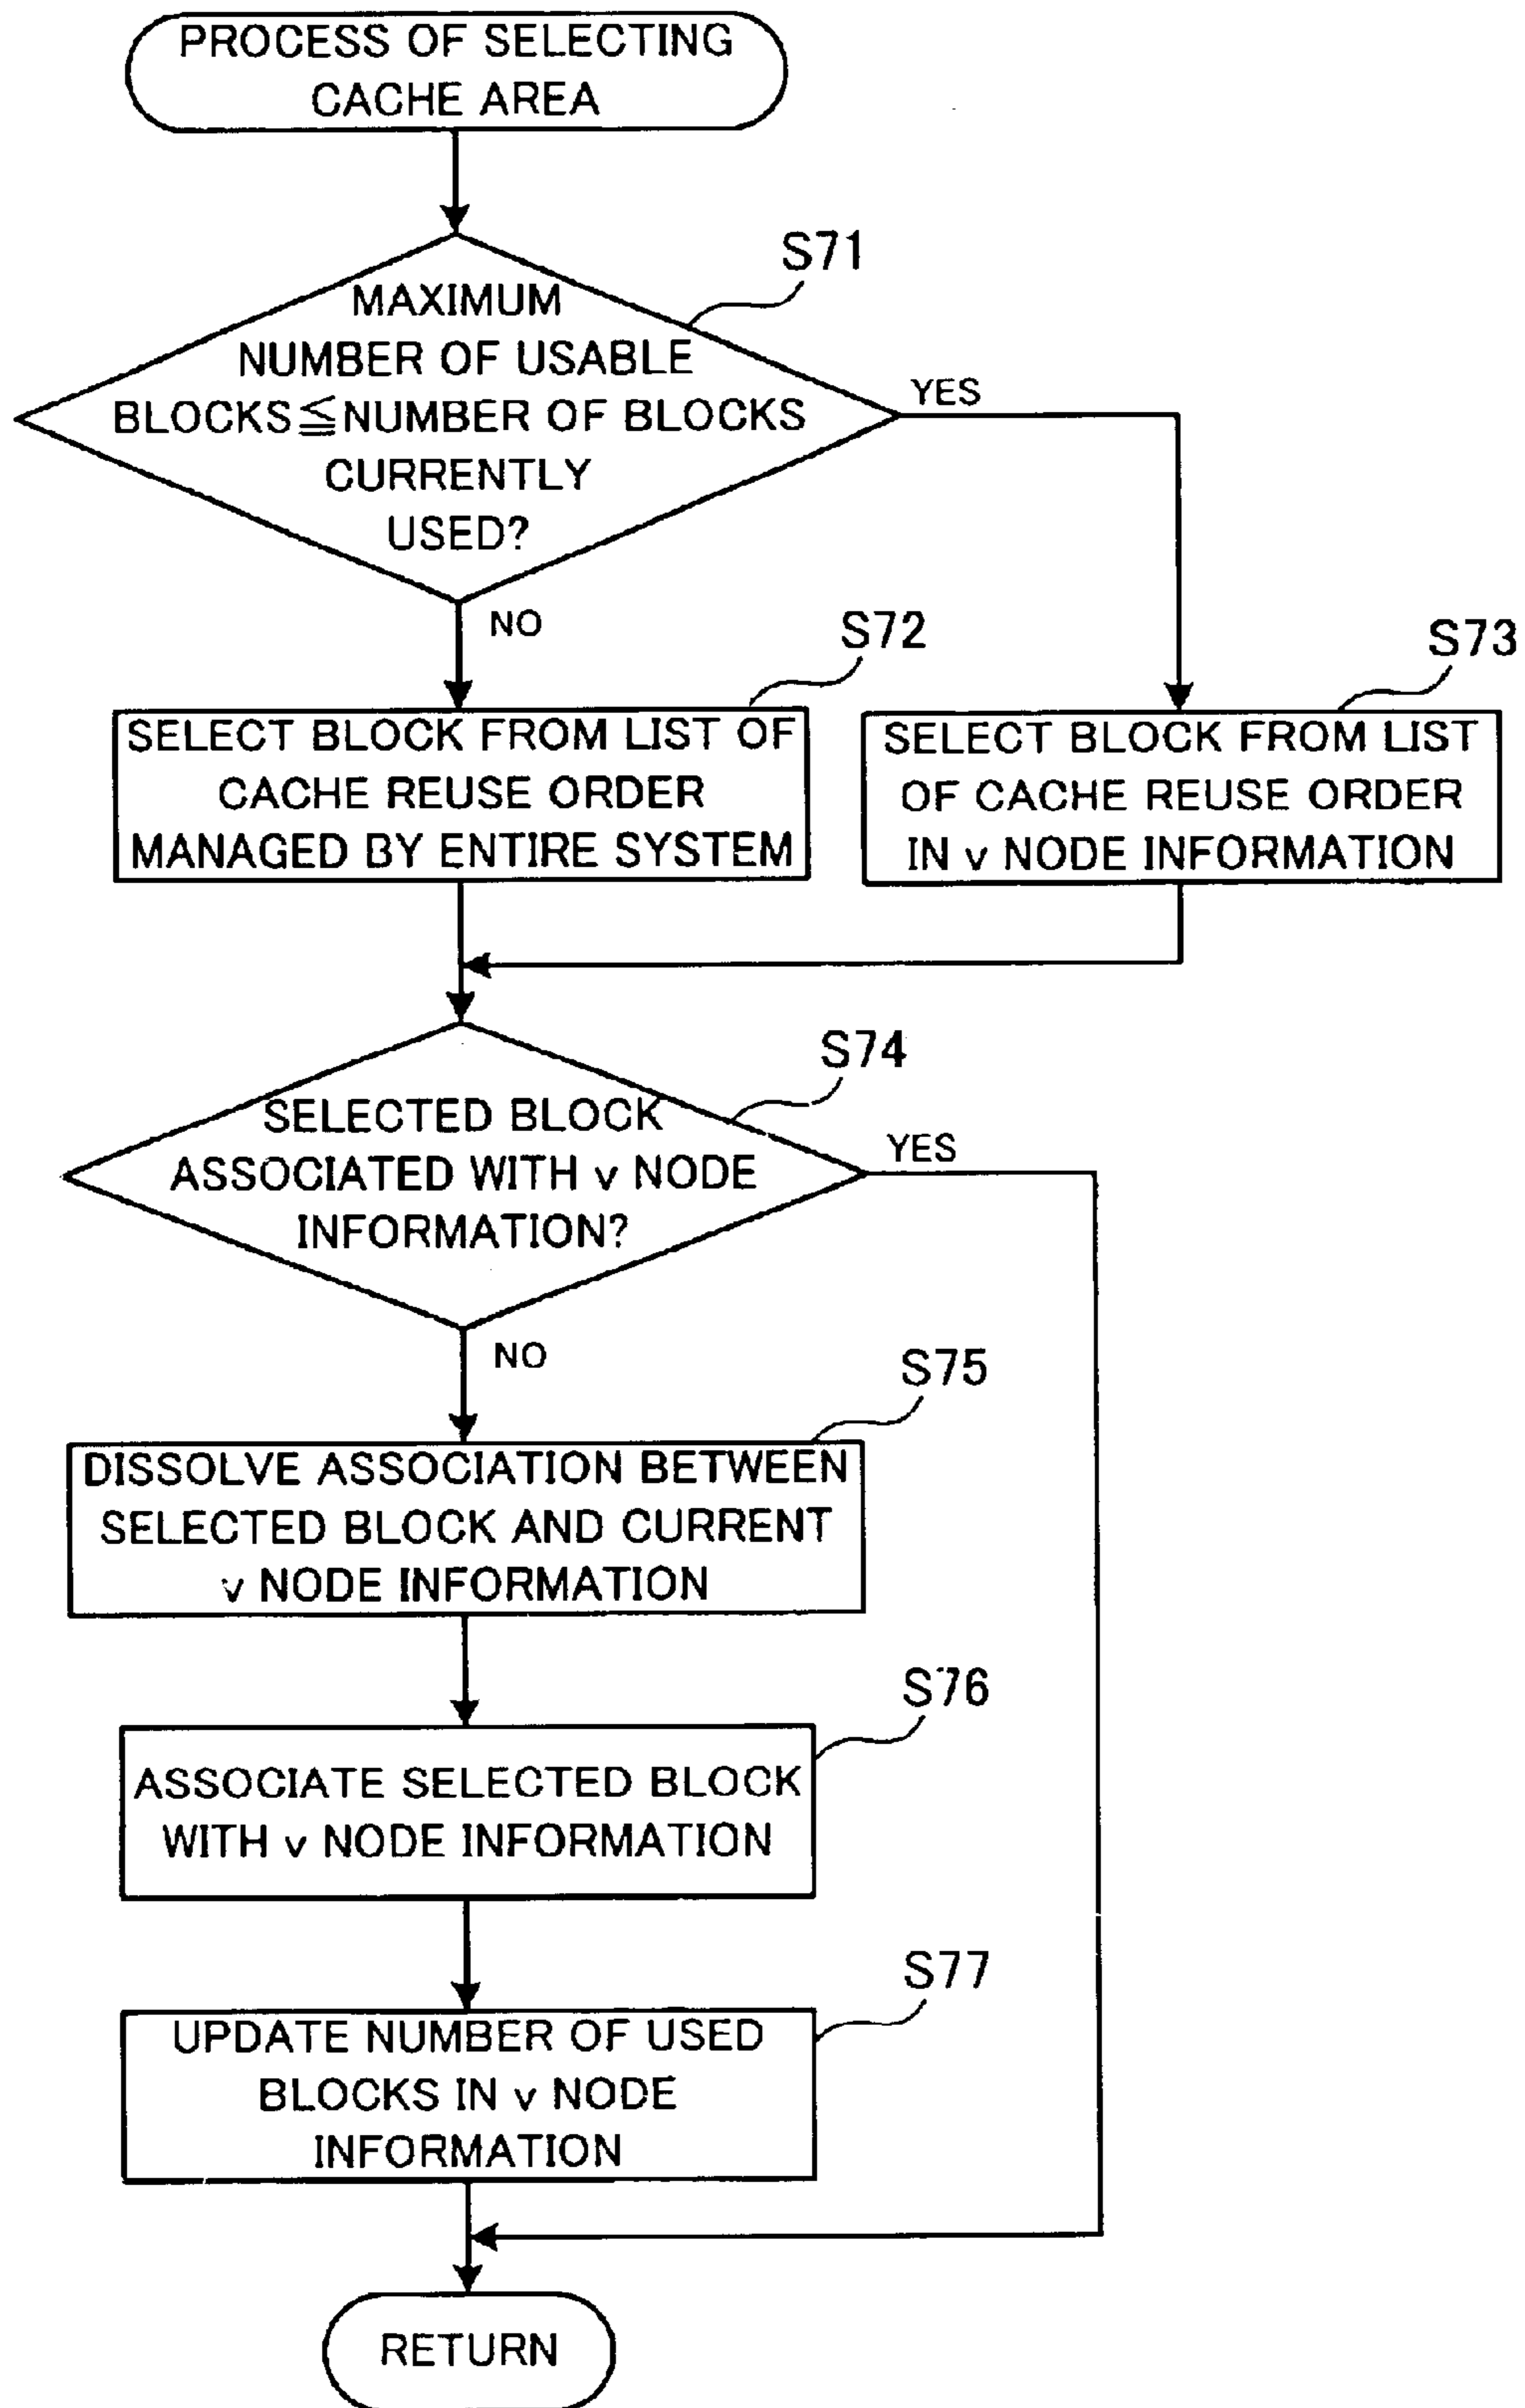 PROCESS OF SELECTING
CACHE AREA
S71
MAXIMUM
NUMBER OF USABLE
BLOCKS≦NUMBER OF BLOCKS
CURRENTLY
USED?
YES
NO
S72
SELECT BLOCK FROM LIST OF
CACHE REUSE ORDER
MANAGED BY ENTIRE SYSTEM
S73
SELECT BLOCK FROM LIST
OF CACHE REUSE ORDER
IN v NODE INFORMATION
S74
SELECTED BLOCK
ASSOCIATED WITH v NODE
INFORMATION?
YES
NO
S75
DISSOLVE ASSOCIATION BETWEEN
SELECTED BLOCK AND CURRENT
v NODE INFORMATION
S76
ASSOCIATE SELECTED BLOCK
WITH v NODE INFORMATION
S77
UPDATE NUMBER OF USED
BLOCKS IN v NODE
INFORMATION
RETURN